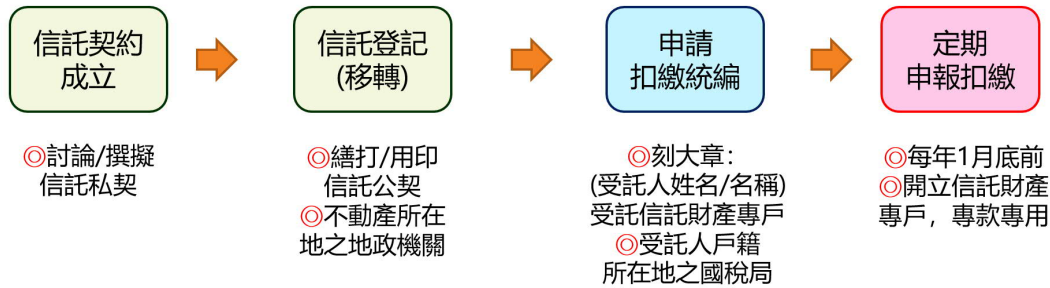 信託契約
成立
信託登記
(移轉)
申請
扣繳統編
定期
申報扣繳
◎討論/撰擬
信託私契
◎繕打/用印
信託公契
◎不動產所在
地之地政機關
◎刻大章：
(受託人姓名/名稱)
受託信託財產專戶
◎受託人戶籍
所在地之國稅局
◎每年1月底前
◎開立信託財產
專戶，專款專用